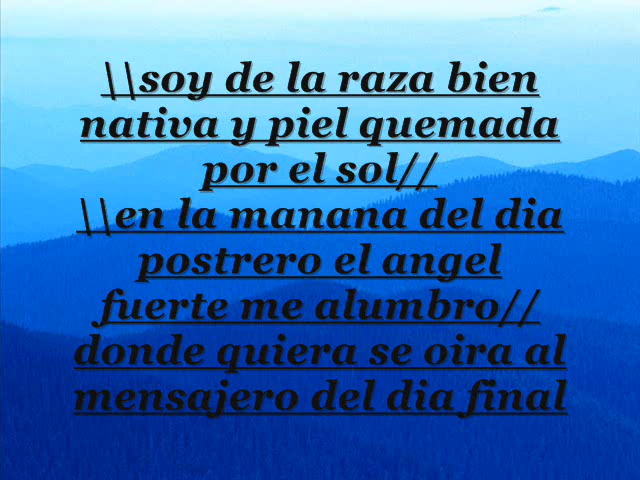 \\soy de la raza bien
nativa y piel quemada
por el sol//
\\en la manana del dia
postrero el angel
fuerte me alumbro//
donde quiera se oira al
mensajero del dia final